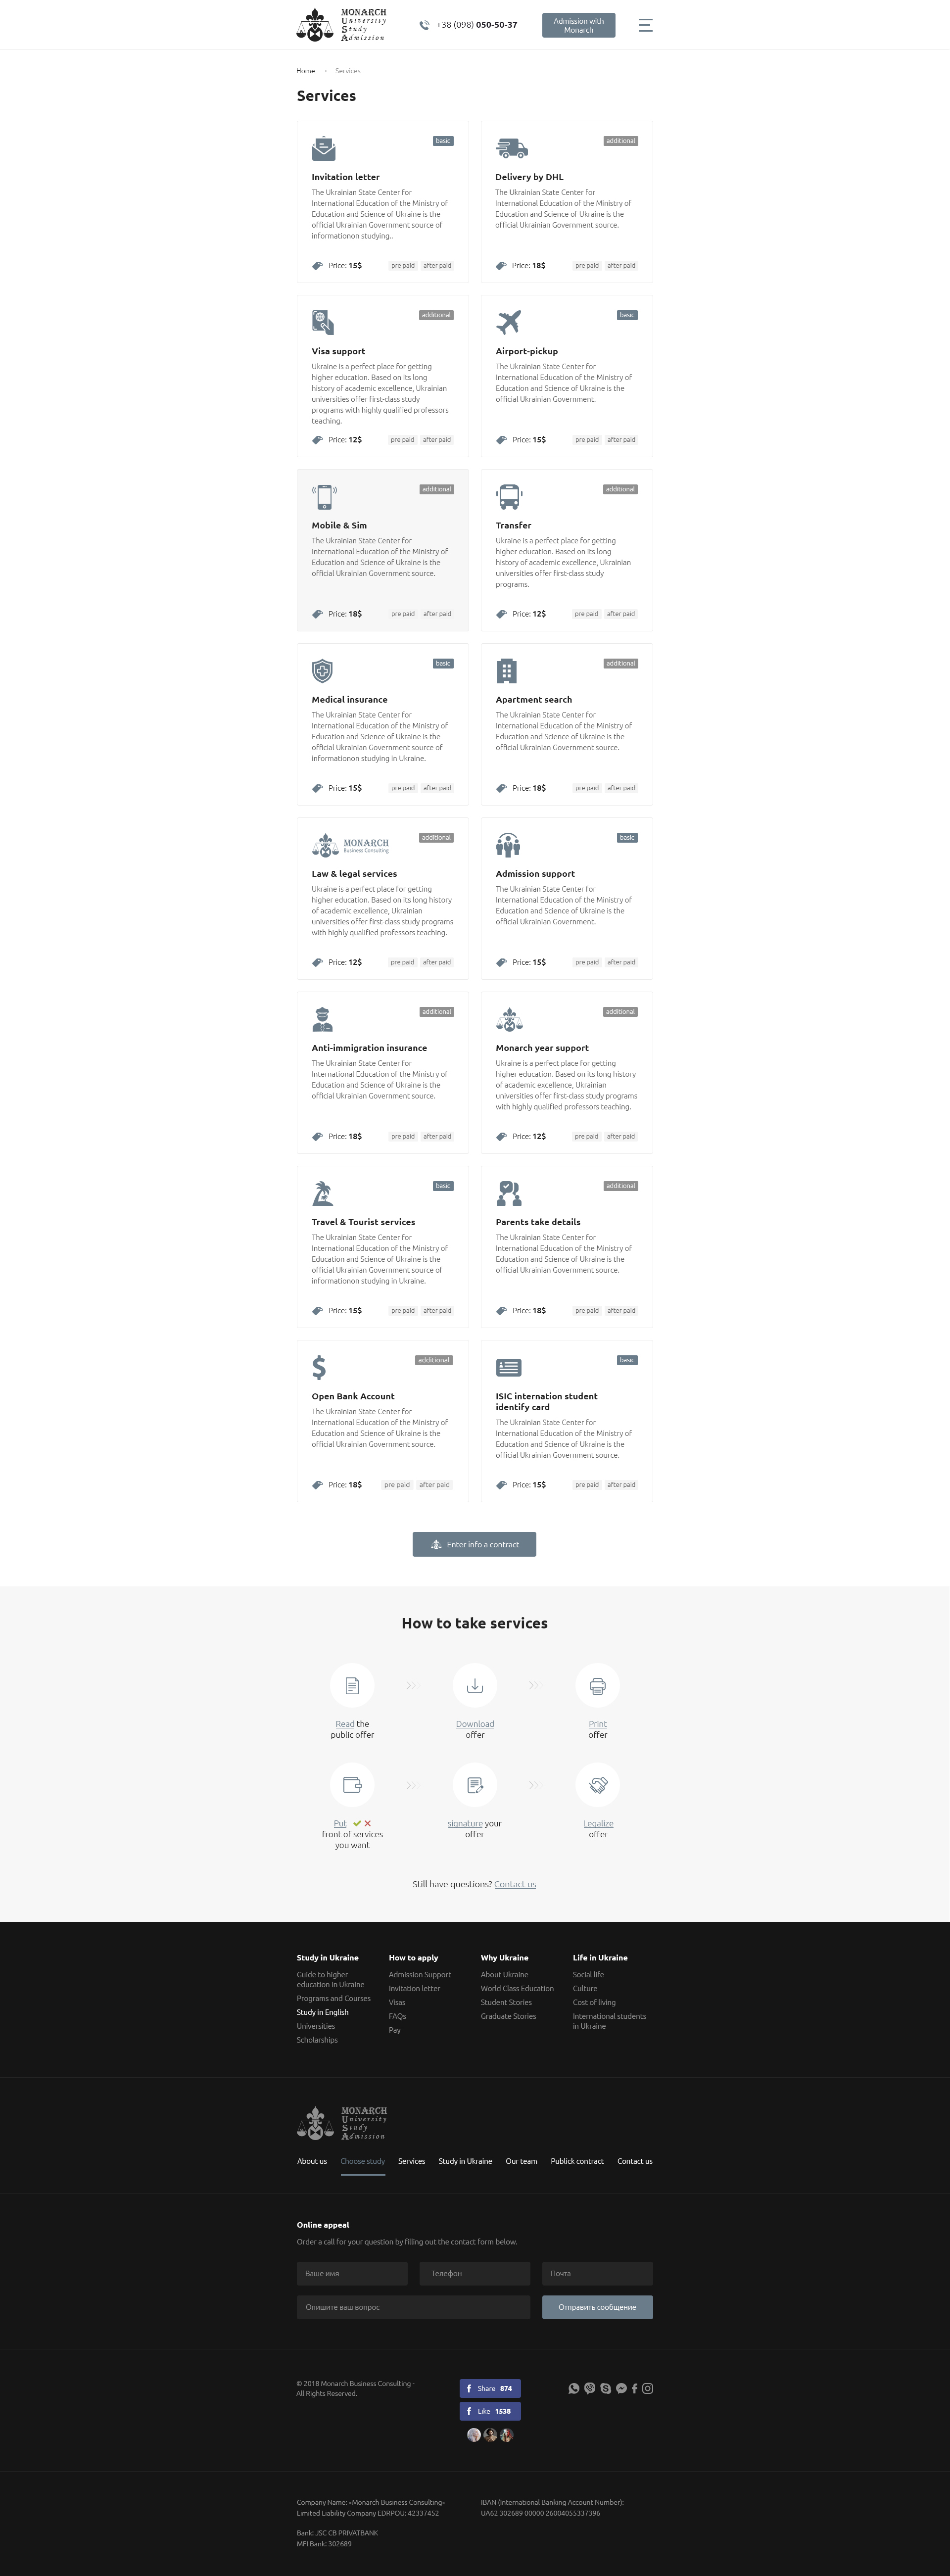 MONARCH
University
Study
Admission
+38 (098) 050-50-37
Admission with
Monarch
Home
Services
Services
basic
Invitation letter
The Ukrainian State Center for
International Education of the Ministry of
Education and Science of Ukraine is the
official Ukrainian Government source of
informationon studying..
Price: 15$
pre paid
after paid
additional
Delivery by DHL
The Ukrainian State Center for
International Education of the Ministry of
Education and Science of Ukraine is the
official Ukrainian Government source.
Price: 18$
pre paid
after paid
additional
Visa support
Ukraine is a perfect place for getting
higher education. Based on its long
history of academic excellence, Ukrainian
universities offer first-class study
programs with highly qualified professors
teaching.
Price: 12$
pre paid
after paid
basic
Airport-pickup
The Ukrainian State Center for
International Education of the Ministry of
Education and Science of Ukraine is the
official Ukrainian Government.
Price: 15$
pre paid
after paid
additional
Mobile & Sim
The Ukrainian State Center for
International Education of the Ministry of
Education and Science of Ukraine is the
official Ukrainian Government source.
Price: 18$
pre paid
after paid
additional
Transfer
Ukraine is a perfect place for getting
higher education. Based on its long
history of academic excellence, Ukrainian
universities offer first-class study
programs.
Price: 12$
pre paid
after paid
basic
Medical insurance
The Ukrainian State Center for
International Education of the Ministry of
Education and Science of Ukraine is the
official Ukrainian Government source of
informationon studying in Ukraine.
Price: 15$
pre paid
after paid
additional
Apartment search
The Ukrainian State Center for
International Education of the Ministry of
Education and Science of Ukraine is the
official Ukrainian Government source.
Price: 18$
pre paid
after paid
MONARCH
Business Consulting
additional
Law & legal services
Ukraine is a perfect place for getting
higher education. Based on its long history
of academic excellence, Ukrainian
universities offer first-class study programs
with highly qualified professors teaching.
Price: 12$
pre paid
after paid
basic
Admission support
The Ukrainian State Center for
International Education of the Ministry of
Education and Science of Ukraine is the
official Ukrainian Government.
Price: 15$
pre paid
after paid
additional
Anti-immigration insurance
The Ukrainian State Center for
International Education of the Ministry of
Education and Science of Ukraine is the
official Ukrainian Government source.
Price: 18$
pre paid
after paid
additional
Monarch year support
Ukraine is a perfect place for getting
higher education. Based on its long history
of academic excellence, Ukrainian
universities offer first-class study programs
with highly qualified professors teaching.
Price: 12$
pre paid
after paid
basic
Travel & Tourist services
The Ukrainian State Center for
International Education of the Ministry of
Education and Science of Ukraine is the
official Ukrainian Government source of
informationon studying in Ukraine.
Price: 15$
pre paid
after paid
additional
Parents take details
The Ukrainian State Center for
International Education of the Ministry of
Education and Science of Ukraine is the
official Ukrainian Government source.
Price: 18$
pre paid
after paid
additional
Open Bank Account
The Ukrainian State Center for
International Education of the Ministry of
Education and Science of Ukraine is the
official Ukrainian Government source.
Price: 18$
pre paid
after paid
basic
ISIC internation student
identify card
The Ukrainian State Center for
International Education of the Ministry of
Education and Science of Ukraine is the
official Ukrainian Government source.
Price: 15$
pre paid
after paid
Enter info a contract
How to take services
Read the
public offer
Download
offer
Print
offer
Put
front of services
you want
signature your
offer
Legalize
offer
Still have questions? Contact us
Study in Ukraine
Guide to higher
education in Ukraine
Programs and Courses
Study in English
Universities
Scholarships
How to apply
Admission Support
Invitation letter
Visas
FAQs
Pay
Why Ukraine
About Ukraine
World Class Education
Student Stories
Graduate Stories
Life in Ukraine
Social life
Culture
Cost of living
International students
in Ukraine
MONARCH
University
Study
Admission
About us
Choose study
Services
Study in Ukraine
Our team
Publick contract
Contact us
Online appeal
Order a call for your question by filling out the contact form below.
Ваше имя
Телефон
Почта
Опишите ваш вопрос
Отправить сообщение
© 2018 Monarch Business Consulting -
All Rights Reserved.
Share 874
Like 1538
Company Name: «Monarch Business Consulting»
Limited Liability Company EDRPOU: 42337452
Bank: JSC CB PRIVATBANK
MFI Bank: 302689
IBAN (International Banking Account Number):
UA62 302689 00000 26004055337396